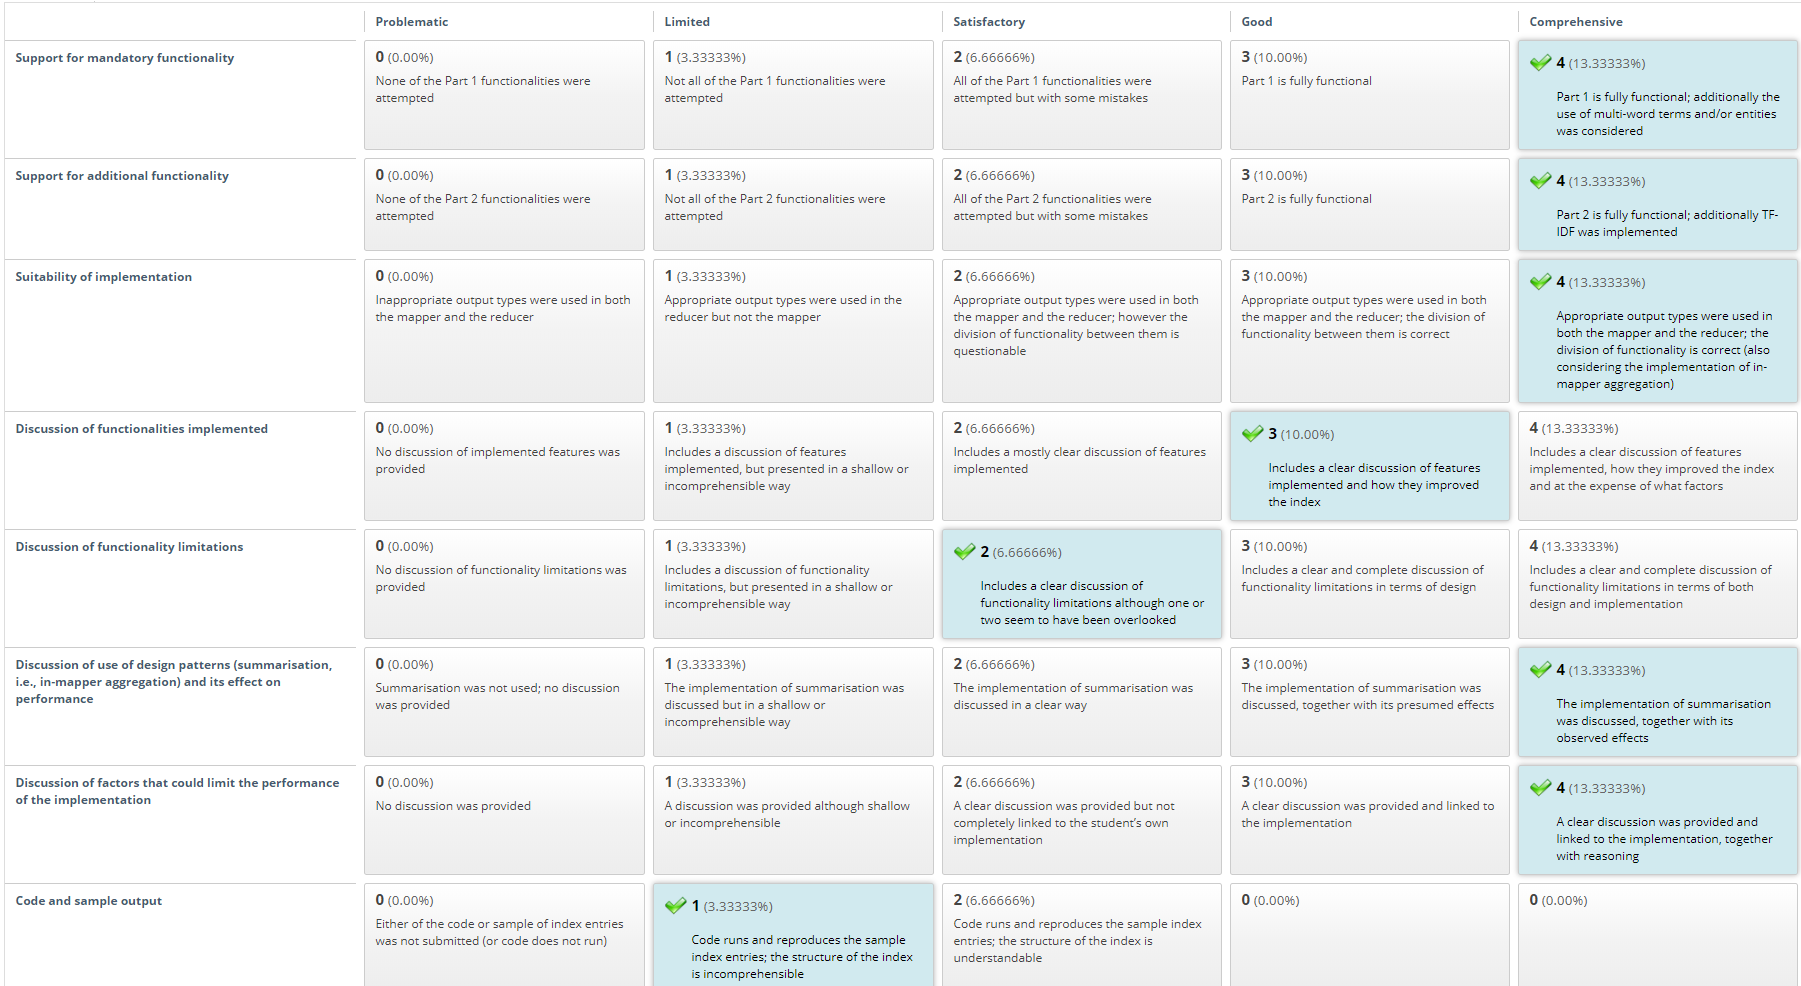 Problematic
Limited
Satisfactory
Good
Comprehensive
Support for mandatory functionality
0 (0.00%)
None of the Part 1 functionalities were
attempted
1 (3.33333%)
Not all of the Part 1 functionalities were
attempted
2 (6.66666%)
All of the Part 1 functionalities were
attempted but with some mistakes
3 (10.00%)
Part 1 is fully functional
4 (13.33333%)
Part 1 is fully functional; additionally the
use of multi-word terms and/or entities
was considered
Support for additional functionality
0 (0.00%)
None of the Part 2 functionalities were
attempted
1 (3.33333%)
Not all of the Part 2 functionalities were
attempted
2 (6.66666%)
All of the Part 2 functionalities were
attempted but with some mistakes
3 (10.00%)
Part 2 is fully functional
4 (13.33333%)
Part 2 is fully functional; additionally TF-
IDF was implemented
Suitability of implementation
0 (0.00%)
Inappropriate output types were used in both
the mapper and the reducer
1 (3.33333%)
Appropriate output types were used in the
reducer but not the mapper
2 (6.66666%)
Appropriate output types were used in both
the mapper and the reducer; however the
division of functionality between them is
questionable
3 (10.00%)
Appropriate output types were used in both
the mapper and the reducer; the division of
functionality between them is correct
4 (13.33333%)
Appropriate output types were used in
both the mapper and the reducer; the
division of functionality is correct (also
considering the implementation of in-
mapper aggregation)
Discussion of functionalities implemented
0 (0.00%)
No discussion of implemented features was
provided
1 (3.33333%)
Includes a discussion of features
implemented, but presented in a shallow or
incomprehensible way
2 (6.66666%)
Includes a mostly clear discussion of features
implemented
3 (10.00%)
Includes a clear discussion of features
implemented and how they improved
the index
4 (13.33333%)
Includes a clear discussion of features
implemented, how they improved the index
and at the expense of what factors
Discussion of functionality limitations
0 (0.00%)
No discussion of functionality limitations was
provided
1 (3.33333%)
Includes a discussion of functionality
limitations, but presented in a shallow or
incomprehensible way
2 (6.66666%)
Includes a clear discussion of
functionality limitations although one or
two seem to have been overlooked
3 (10.00%)
Includes a clear and complete discussion of
functionality limitations in terms of design
4 (13.33333%)
Includes a clear and complete discussion of
functionality limitations in terms of both
design and implementation
Discussion of use of design patterns (summarisation,
i.e., in-mapper aggregation) and its effect on
performance
0 (0.00%)
Summarisation was not used; no discussion
was provided
1 (3.33333%)
The implementation of summarisation was
discussed but in a shallow or
incomprehensible way
2 (6.66666%)
The implementation of summarisation was
discussed in a clear way
3 (10.00%)
The implementation of summarisation was
discussed, together with its presumed effects
4 (13.33333%)
The implementation of summarisation
was discussed, together with its
observed effects
Discussion of factors that could limit the performance
of the implementation
0 (0.00%)
No discussion was provided
1 (3.33333%)
A discussion was provided although shallow
or incomprehensible
2 (6.66666%)
A clear discussion was provided but not
completely linked to the student's own
implementation
3 (10.00%)
A clear discussion was provided and linked to
the implementation
4 (13.33333%)
A clear discussion was provided and
linked to the implementation, together
with reasoning
Code and sample output
0 (0.00%)
Either of the code or sample of index entries
was not submitted (or code does not run)
1 (3.33333%)
Code runs and reproduces the sample
index entries; the structure of the index
is incomprehensible
2 (6.66666%)
Code runs and reproduces the sample index
entries; the structure of the index is
understandable
0 (0.00%)
0 (0.00%)